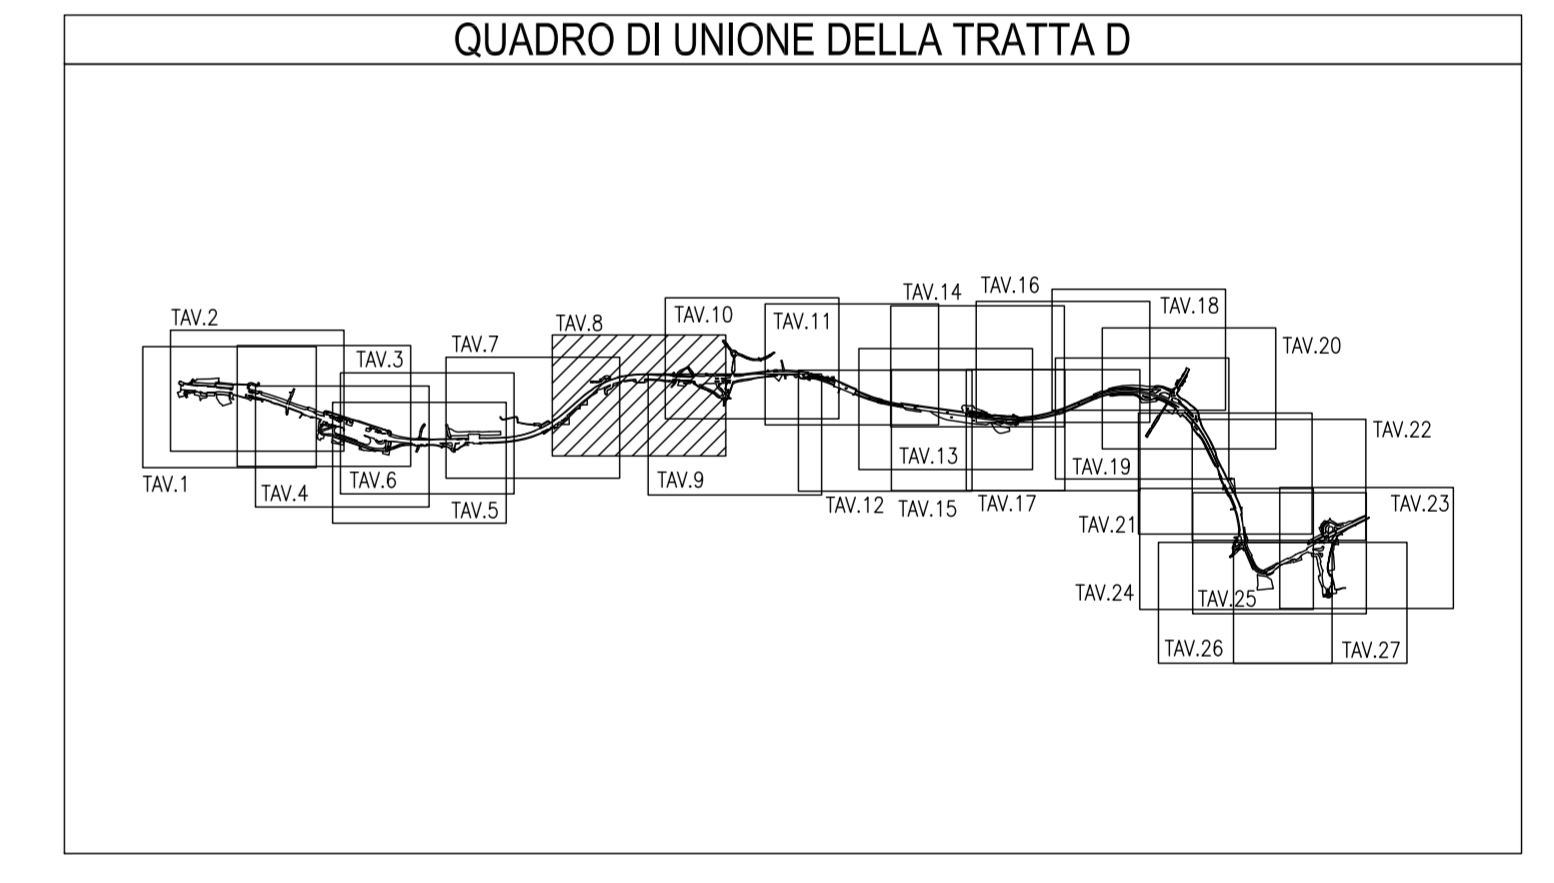 QUADRO DI UNIONE DELLA TRATTA D
TAV.2
TAV.8
TAV.7
TAV.3
TAV.10
TAV.11
TAV.14
TAV.16
TAV.18
TAV.20
TAV.1
TAV.4
TAV.6
TAV.5
TAV.9
TAV.12
TAV.13
TAV.15
TAV.17
TAV.19
TAV.22
TAV.21
TAV.23
TAV.24
TAV.25
TAV.26
TAV.27